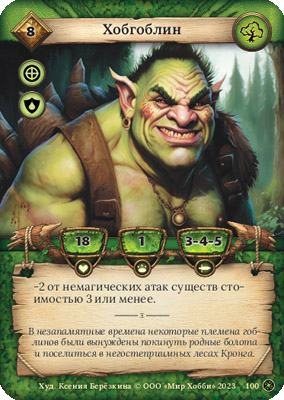 8
Хобгоблин
18
1
3-4-5
-2 от немагических атак существ сто-
имостью 3 или менее.
3
В незапамятные времена некоторые племена гоб-
линов были вынуждены покинуть родные болота
и поселиться в негостеприимных лесах Кронга.
Худ. Ксения Берёзкина © ООО «Мир Хобби» 2023
100